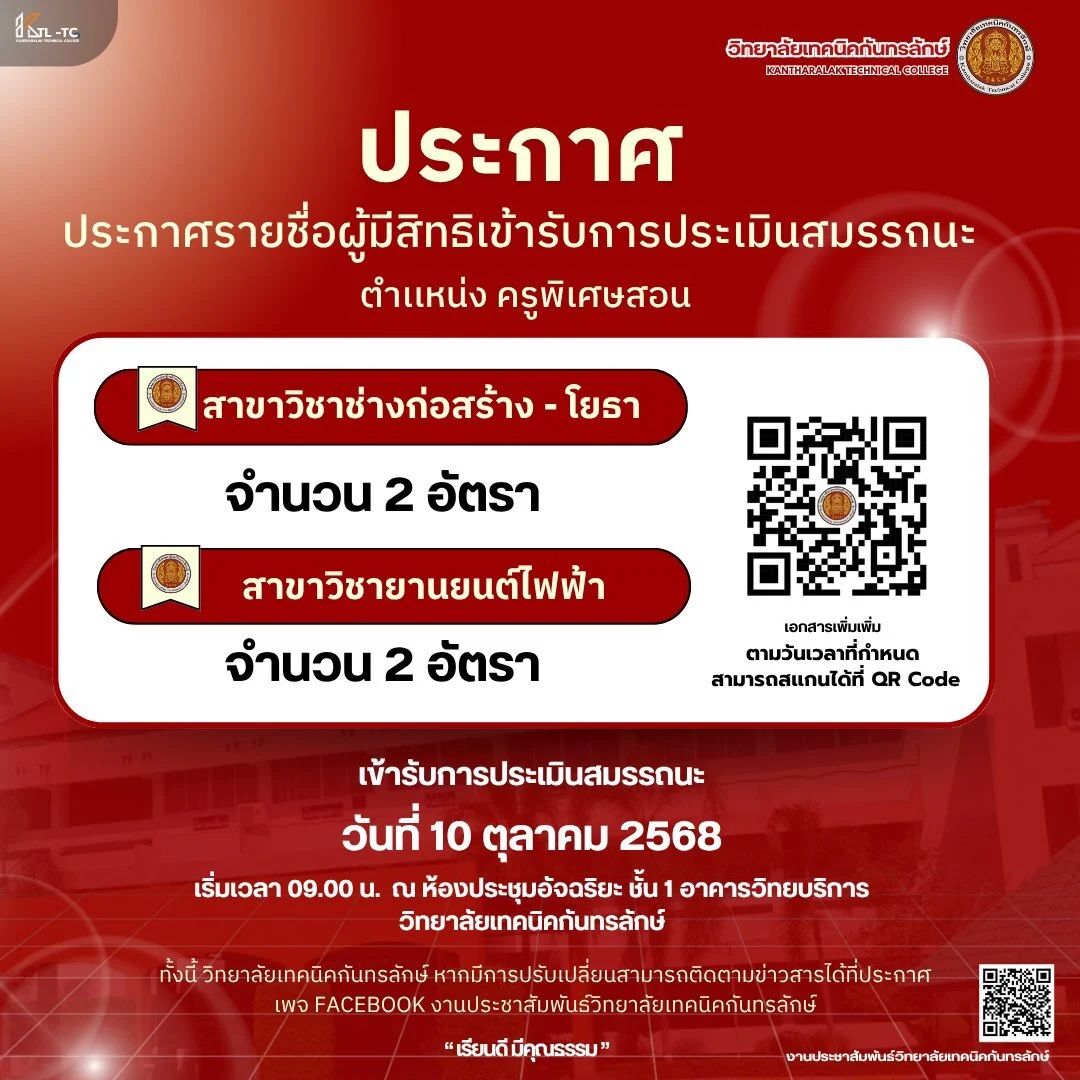 KTL -TC
KANTHARALAK TECHNICAL COLLEGE
วิทยาลัยเทคนิคกันทรลักษ์
KANTHARALAK TECHNICAL COLLEGE
ประกาศ
ประกาศรายชื่อผู้มีสิทธิเข้ารับการประเมินสมรรถนะ
ตำแหน่ง ครูพิเศษสอน
สาขาวิชาช่างก่อสร้าง - โยธา
จำนวน 2 อัตรา
สาขาวิชายานยนต์ไฟฟ้า
จำนวน 2 อัตรา
เอกสารเพิ่มเพิ่ม
ตามวันเวลาที่กำหนด
สามารถสแกนได้ที่ QR Code
เข้ารับการประเมินสมรรถนะ
วันที่ 10 ตุลาคม 2568
เริ่มเวลา 09.00 น. ณ ห้องประชุมอัจฉริยะ ชั้น 1 อาคารวิทยบริการ
วิทยาลัยเทคนิคกันทรลักษ์
ทั้งนี้ วิทยาลัยเทคนิคกันทรลักษ์ หากมีการปรับเปลี่ยนสามารถติดตามข่าวสารได้ที่ประกาศ
เพจ FACEBOOK งานประชาสัมพันธ์วิทยาลัยเทคนิคกันทรลักษ์
“ เรียนดี มีคุณธรรม ”
งานประชาสัมพันธ์วิทยาลัยเทคนิคกันทรลักษ์